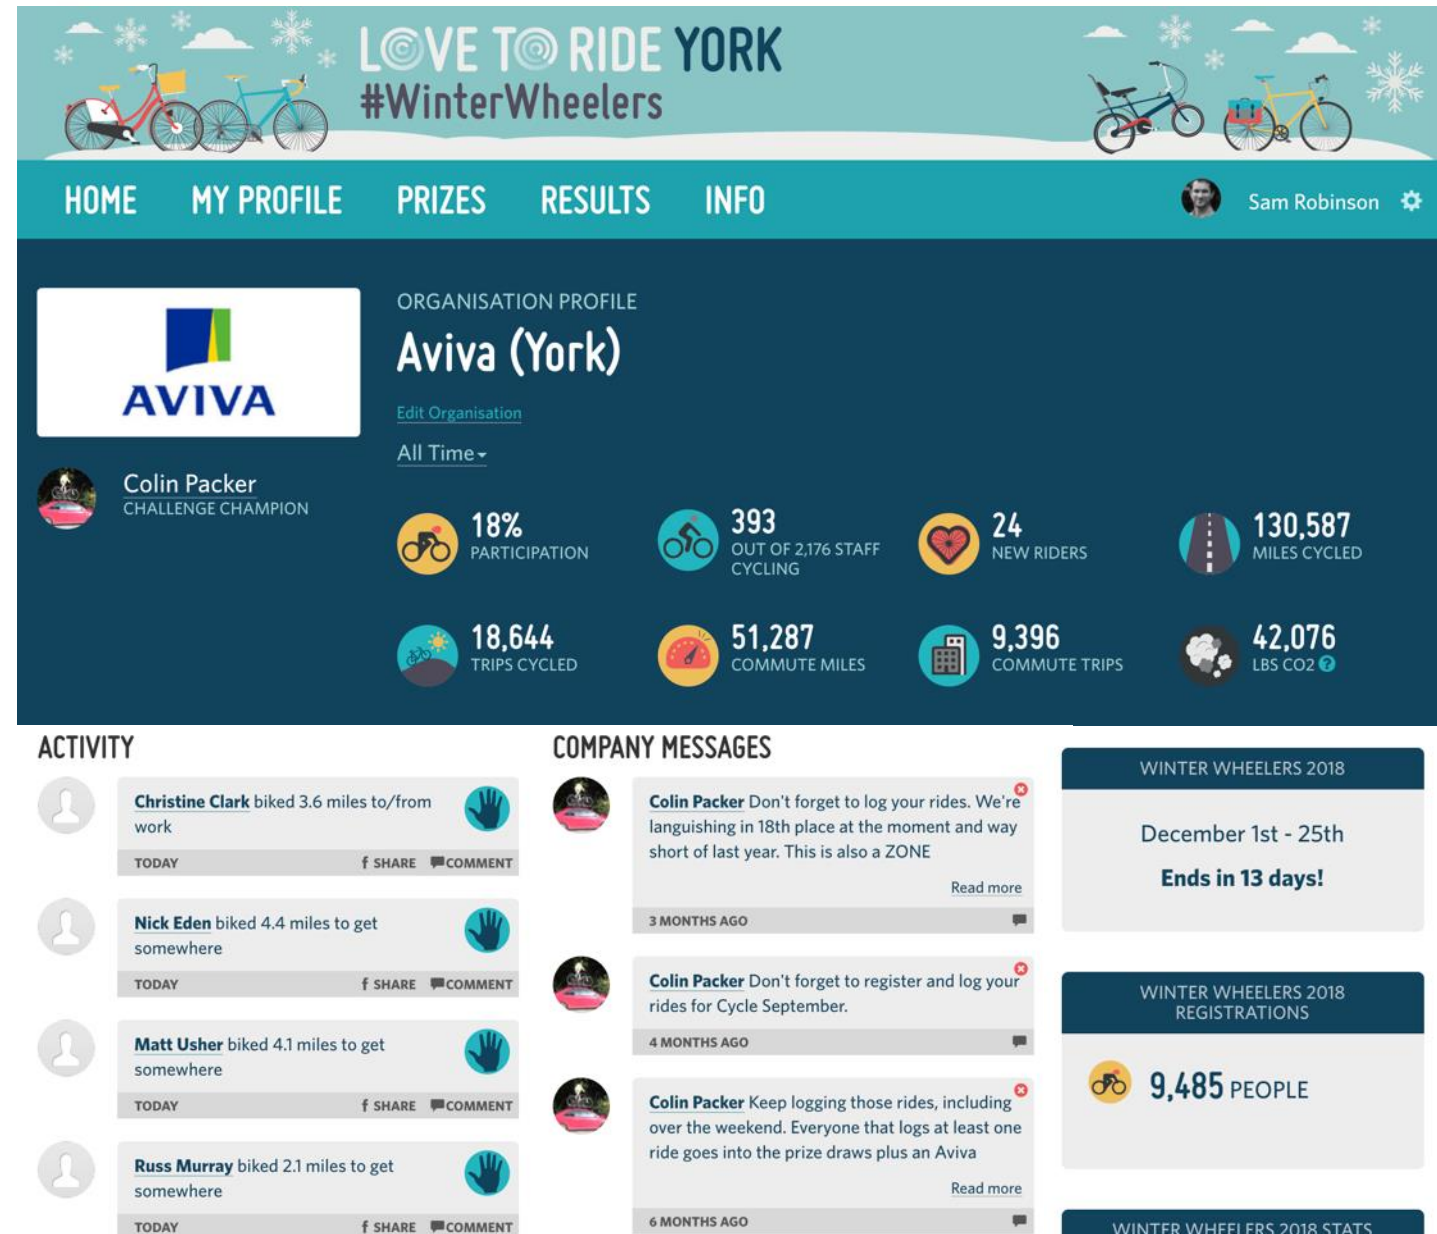 LOVE TO RIDE YORK
#WinterWheelers
HOME
MY PROFILE
PRIZES
RESULTS
INFO
Sam Robinson
AVIVA
Colin Packer
CHALLENGE CHAMPION
ORGANISATION PROFILE
Aviva (York)
Edit Organisation
All Time
18%
PARTICIPATION
393
OUT OF 2,176 STAFF
CYCLING
24
NEW RIDERS
130,587
MILES CYCLED
18,644
TRIPS CYCLED
51,287
COMMUTE MILES
9,396
COMMUTE TRIPS
42,076
LBS CO2 ?
ACTIVITY
Christine Clark biked 3.6 miles to/from
work
TODAY
f SHARE COMMENT
Nick Eden biked 4.4 miles to get
somewhere
TODAY
f SHARE COMMENT
Matt Usher biked 4.1 miles to get
somewhere
TODAY
f SHARE COMMENT
Russ Murray biked 2.1 miles to get
somewhere
TODAY
f SHARE COMMENT
COMPANY MESSAGES
Colin Packer Don't forget to log your rides. We're
languishing in 18th place at the moment and way
short of last year. This is also a ZONE
Read more
3 MONTHS AGO
Colin Packer Don't forget to register and log your
rides for Cycle September.
4 MONTHS AGO
Colin Packer Keep logging those rides, including
over the weekend. Everyone that logs at least one
ride goes into the prize draws plus an Aviva
Read more
6 MONTHS AGO
WINTER WHEELERS 2018
December 1st - 25th
Ends in 13 days!
WINTER WHEELERS 2018
REGISTRATIONS
9,485 PEOPLE
WINTER WHEELERS 2018 STATS